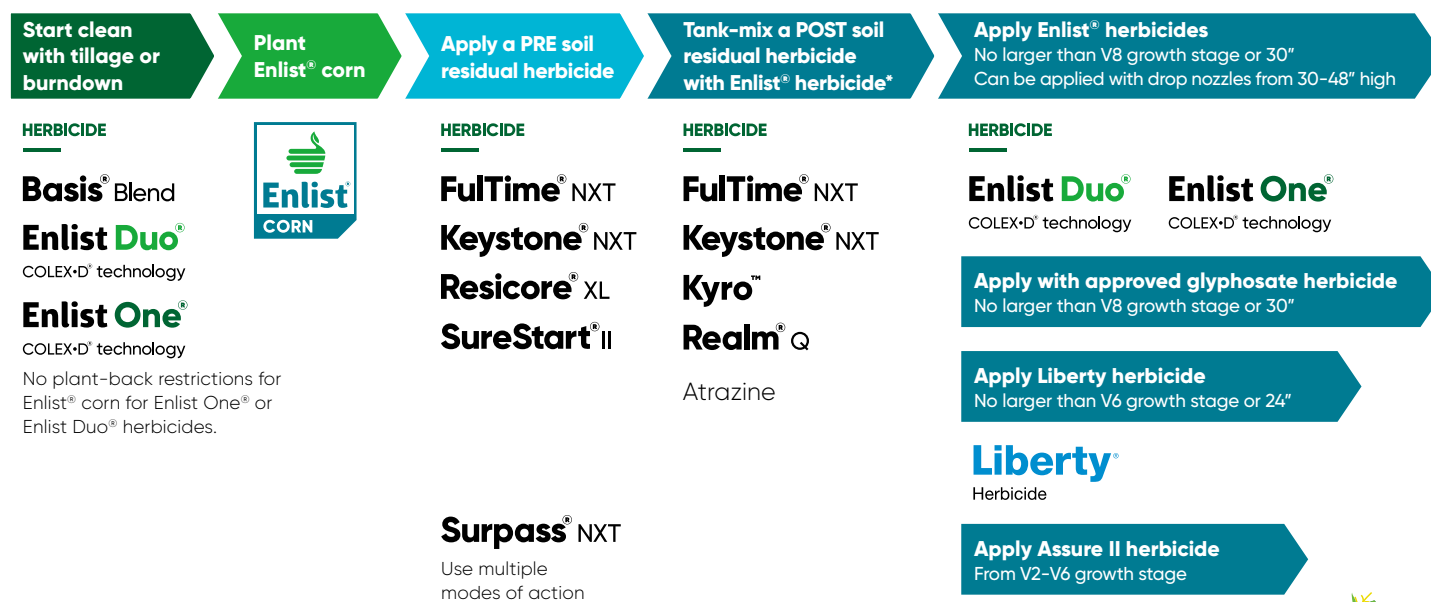 Start clean
with tillage or
burndown
Plant
Enlist® corn
Apply a PRE soil
residual herbicide
Tank-mix a POST soil
residual herbicide
with Enlist® herbicide*
Apply Enlist® herbicides
No larger than V8 growth stage or 30”
Can be applied with drop nozzles from 30-48” high
HERBICIDE
Basis® Blend
Enlist Duo®
COLEX•D® technology
Enlist One®
COLEX•D® technology
No plant-back restrictions for
Enlist® corn for Enlist One® or
Enlist Duo® herbicides.
Enlist®
CORN
HERBICIDE
FulTime® NXT
Keystone® NXT
Resicore® XL
SureStart® II
Surpass® NXT
Use multiple
modes of action
HERBICIDE
FulTime® NXT
Keystone® NXT
Kyro™
Realm® Q
Atrazine
HERBICIDE
Enlist Duo®
COLEX•D® technology
Enlist One®
COLEX•D® technology
Apply with approved glyphosate herbicide
No larger than V8 growth stage or 30”
Apply Liberty herbicide
No larger than V6 growth stage or 24”
Liberty®
Herbicide
Apply Assure II herbicide
From V2-V6 growth stage